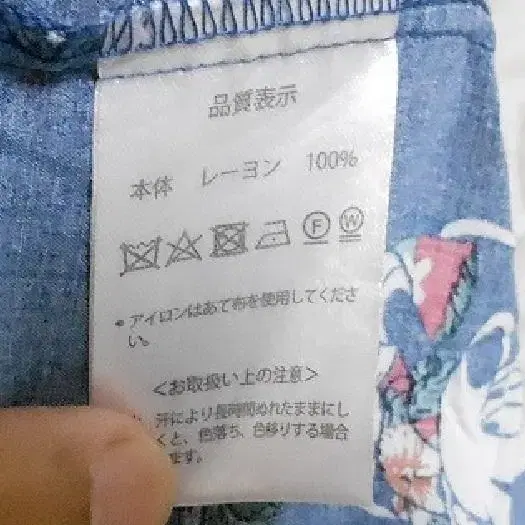 品質表示
本体 レーヨン 100%
F W
*アイロンはあて布を使用してくださ
い。
<お取扱い上の注意>
汗により長時間ぬれたままにし
くと、色落ち、色移りする場合
ます。